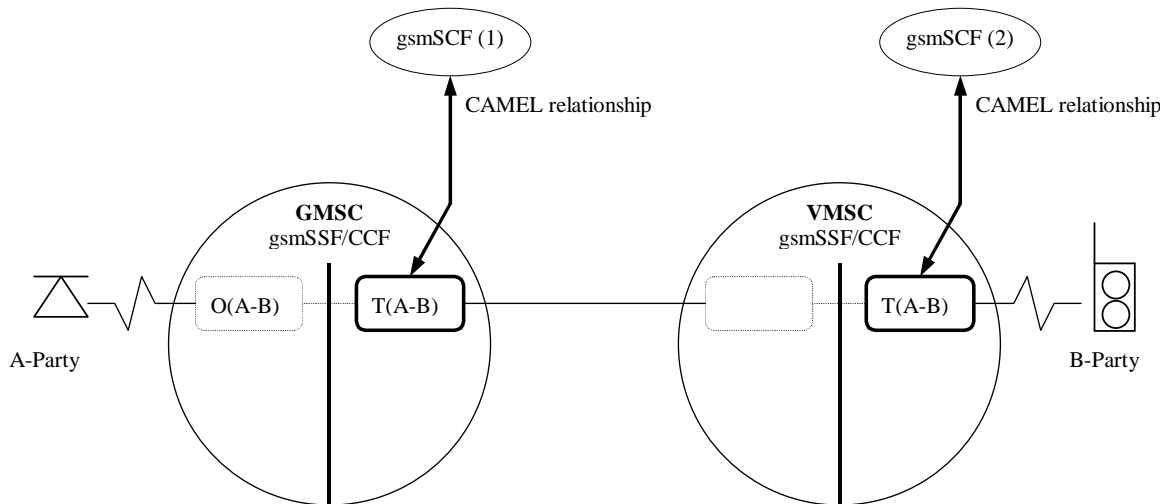 gsmSCF (1)
gsmSCF (2)
CAMEL relationship
CAMEL relationship
GMSC
gsmSSF/CCF
VMSC
gsmSSF/CCF
O(A-B)
T(A-B)
T(A-B)
A-Party
B-Party